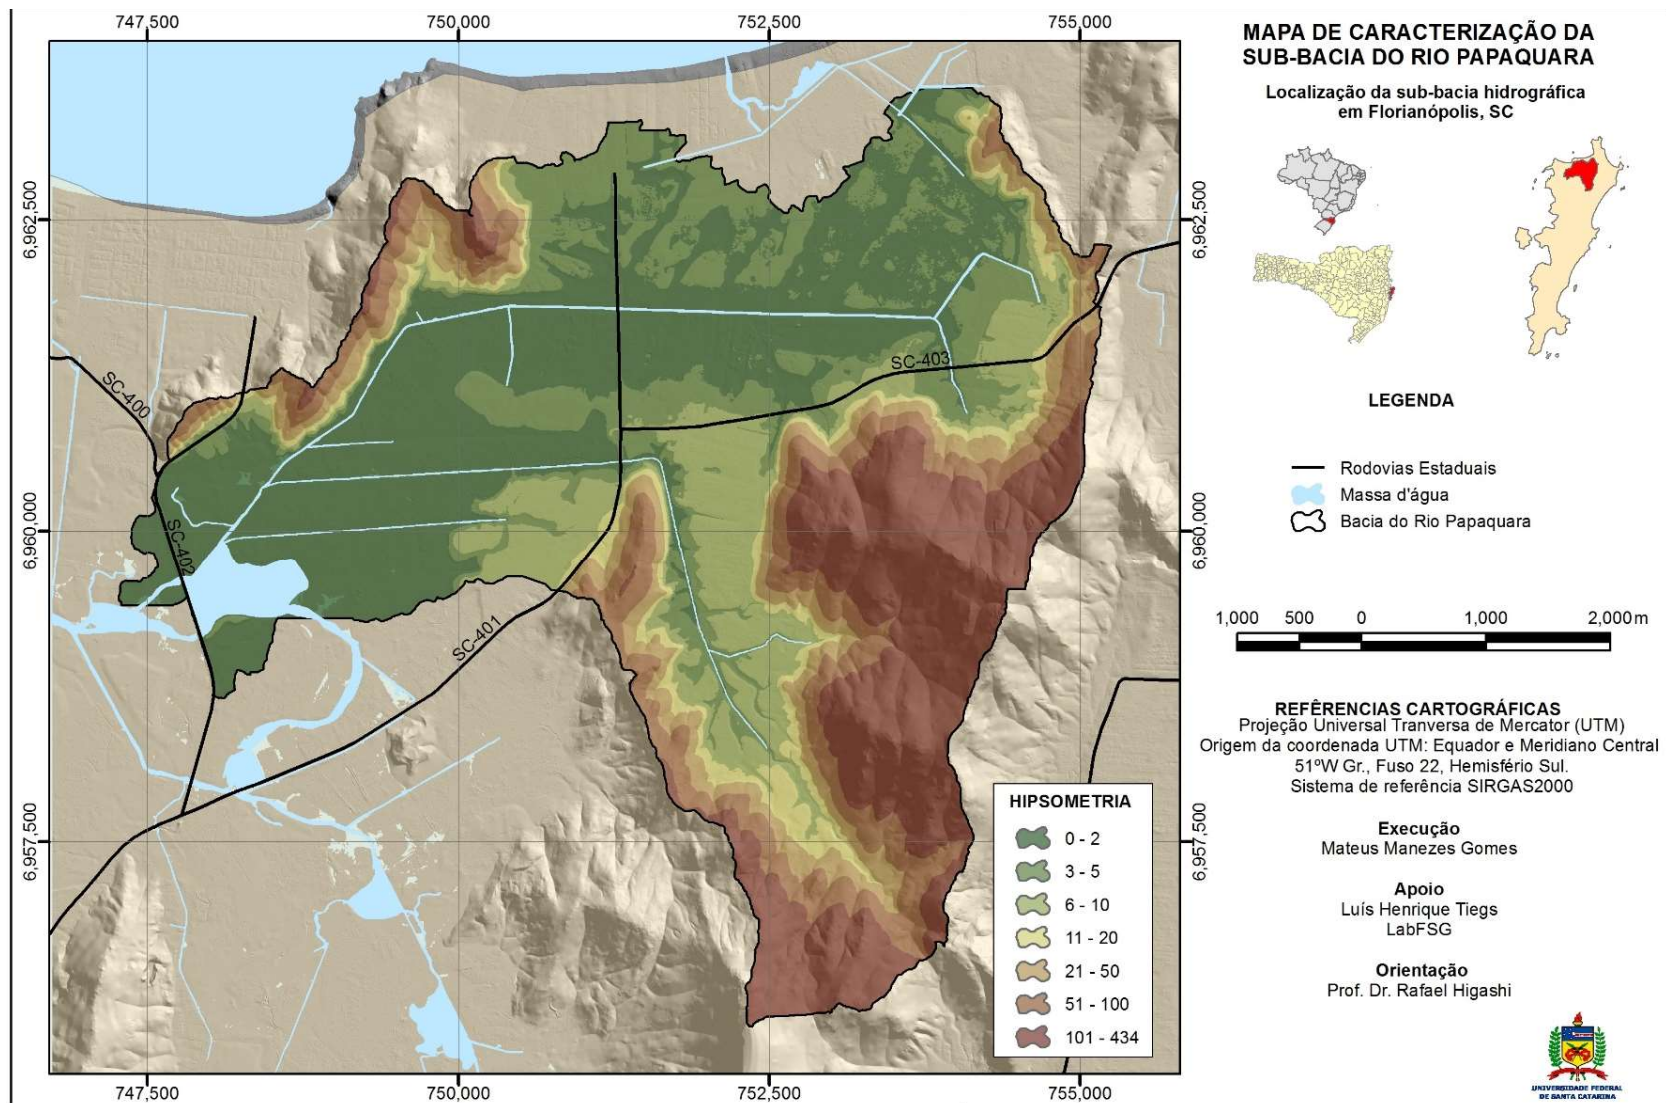 747,500
750,000
752,500
755,000
6,962,500
6,960,000
6,957,500
6,962,500
6,960,000
6,957,500
747,500
750,000
752,500
755,000
SC-400
SC-402
SC-401
SC-403
HIPSOMETRIA
0 - 2
3 - 5
6 - 10
11 - 20
21 - 50
51 - 100
101 - 434
MAPA DE CARACTERIZAÇÃO DA
SUB-BACIA DO RIO PAPAQUARA
Localização da sub-bacia hidrográfica
em Florianópolis, SC
LEGENDA
Rodovias Estaduais
Massa d'água
Bacia do Rio Papaquara
1,000 500 0 1,000 2,000 m
REFÊRENCIAS CARTOGRÁFICAS
Projeção Universal Tranversa de Mercator (UTM)
Origem da coordenada UTM: Equador e Meridiano Central
51ºW Gr., Fuso 22, Hemisfério Sul.
Sistema de referência SIRGAS2000
Execução
Mateus Manezes Gomes
Apoio
Luís Henrique Tiegs
LabFSG
Orientação
Prof. Dr. Rafael Higashi
UNIVERSIDADE FEDERAL
DE SANTA CATARINA